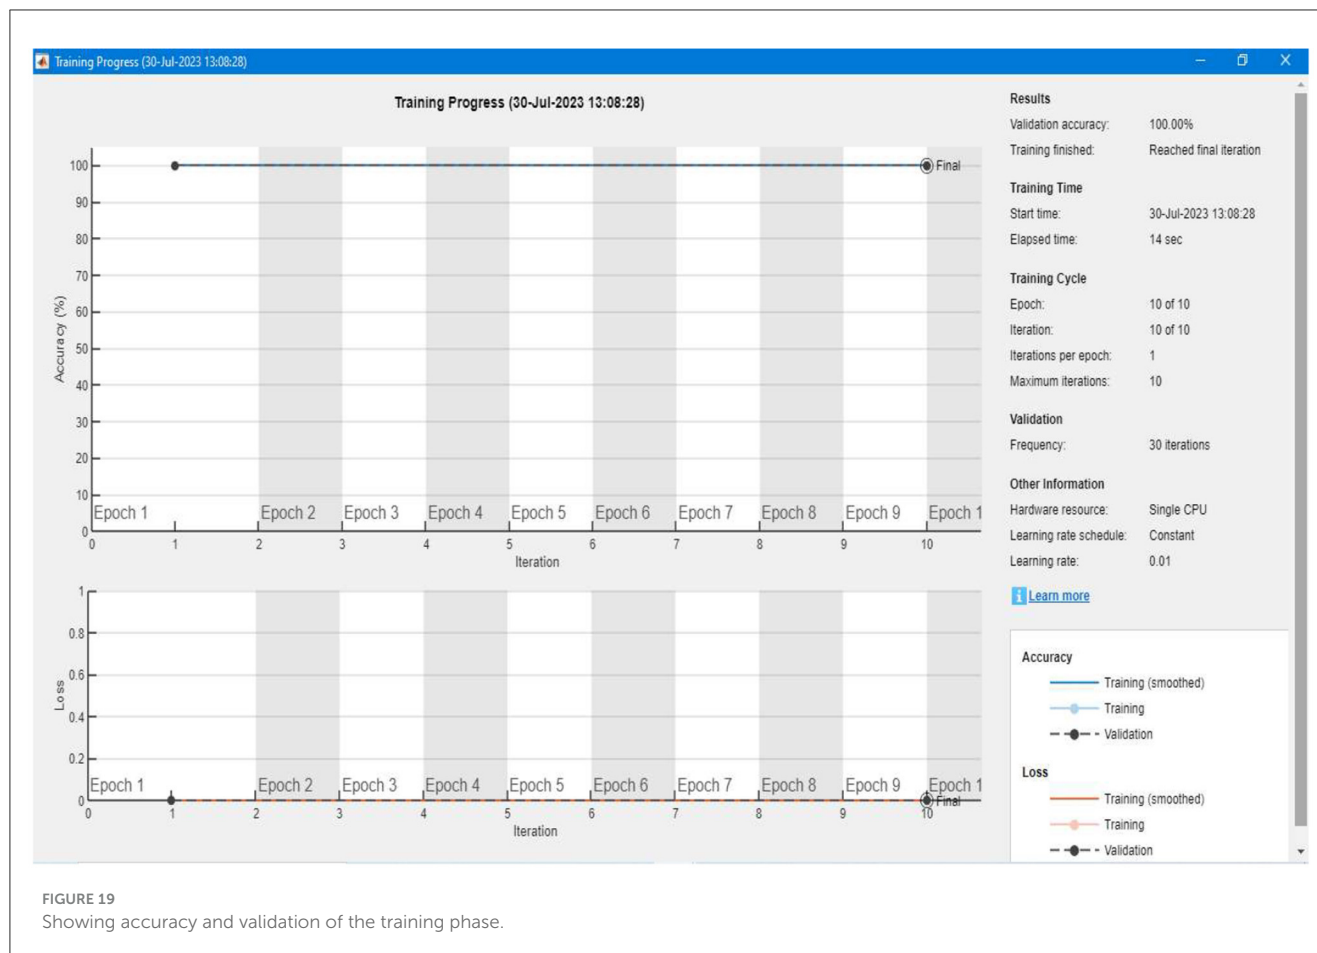 Training Progress (30-Jul-2023 13:08:28)
Training Progress (30-Jul-2023 13:08:28)
100
90
80
70
60
50
40
30
20
10
0
Accuracy (%)
Final
Epoch 1
Epoch 2
Epoch 3
Epoch 4
Epoch 5
Epoch 6
Epoch 7
Epoch 8
Epoch 9
Epoch 1
0 1 2 3 4 5 6 7 8 9 10
Iteration
1
0.8
0.6
0.4
0.2
0
Loss
Epoch 1
Epoch 2
Epoch 3
Epoch 4
Epoch 5
Epoch 6
Epoch 7
Epoch 8
Epoch 9
Epoch 1
Final
0 1 2 3 4 5 6 7 8 9 10
Iteration
Results
Validation accuracy: 100.00%
Training finished: Reached final iteration
Training Time
Start time: 30-Jul-2023 13:08:28
Elapsed time: 14 sec
Training Cycle
Epoch: 10 of 10
Iteration: 10 of 10
Iterations per epoch: 1
Maximum iterations: 10
Validation
Frequency: 30 iterations
Other Information
Hardware resource: Single CPU
Learning rate schedule: Constant
Learning rate: 0.01
i Learn more
Accuracy
Training (smoothed)
Training
Validation
Loss
Training (smoothed)
Training
Validation
FIGURE 19
Showing accuracy and validation of the training phase.